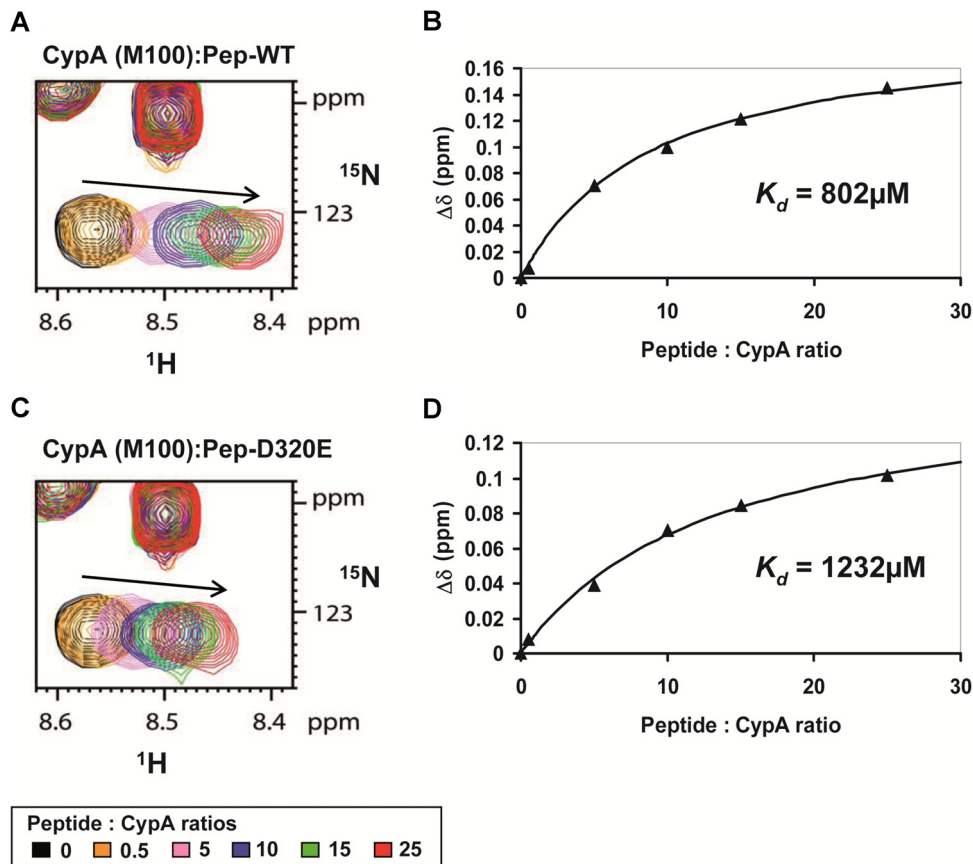 A
CypA (M100):Pep-WT
ppm
15N
123
8.6 8.5 8.4 ppm
1H
B
0.16
0.14
0.12
0.1
0.08
0.06
0.04
0.02
0
Δδ (ppm)
Kd = 802µM
0 10 20 30
Peptide : CypA ratio
C
CypA (M100):Pep-D320E
ppm
15N
123
8.6 8.5 8.4 ppm
1H
D
0.12
0.1
0.08
0.06
0.04
0.02
0
Δδ (ppm)
Kd = 1232µM
0 10 20 30
Peptide : CypA ratio
Peptide : CypA ratios
0 0.5 5 10 15 25